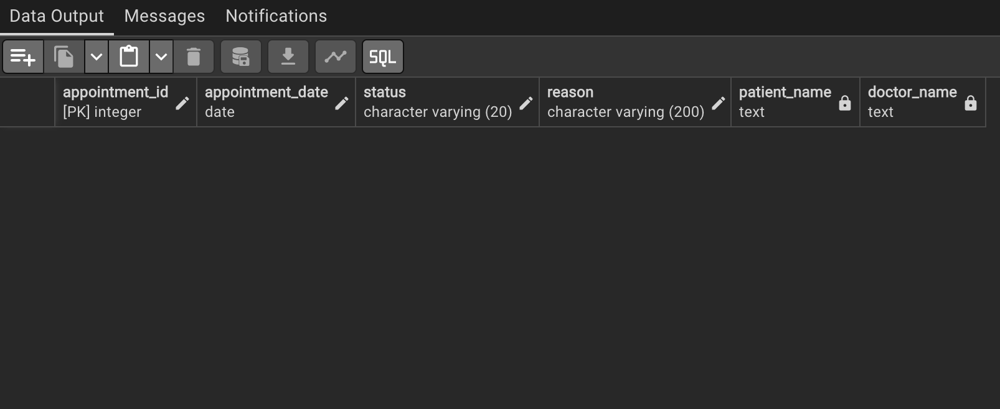 Data Output Messages Notifications
SQL
appointment_id appointment_date status reason patient_name doctor_name
[PK] integer date character varying (20) character varying (200) text text